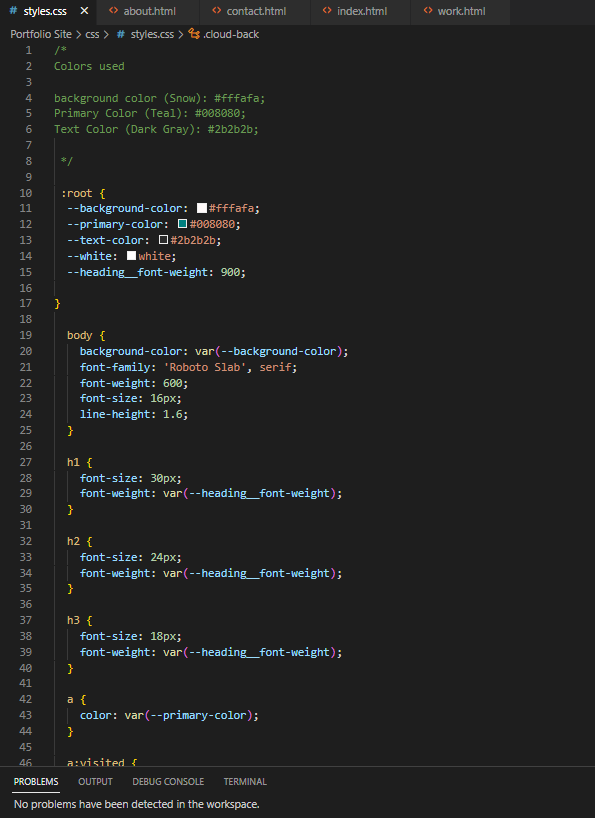 styles.css about.html contact.html index.html work.html
Portfolio Site > css > # styles.css > .cloud-back
1 /*
2 Colors used
3
4 background color (Snow): #fffafa;
5 Primary Color (Teal): #008080;
6 Text Color (Dark Gray): #2b2b2b;
7
8 */
9
10 :root {
11 --background-color: #fffafa;
12 --primary-color: #008080;
13 --text-color: #2b2b2b;
14 --white: white;
15 --heading__font-weight: 900;
16
17 }
18
19 body {
20 background-color: var(--background-color);
21 font-family: 'Roboto Slab', serif;
22 font-weight: 600;
23 font-size: 16px;
24 line-height: 1.6;
25 }
26
27 h1 {
28 font-size: 30px;
29 font-weight: var(--heading__font-weight);
30 }
31
32 h2 {
33 font-size: 24px;
34 font-weight: var(--heading__font-weight);
35 }
36
37 h3 {
38 font-size: 18px;
39 font-weight: var(--heading__font-weight);
40 }
41
42 a {
43 color: var(--primary-color);
44 }
45
46 a:visited {
PROBLEMS OUTPUT DEBUG CONSOLE TERMINAL
No problems have been detected in the workspace.